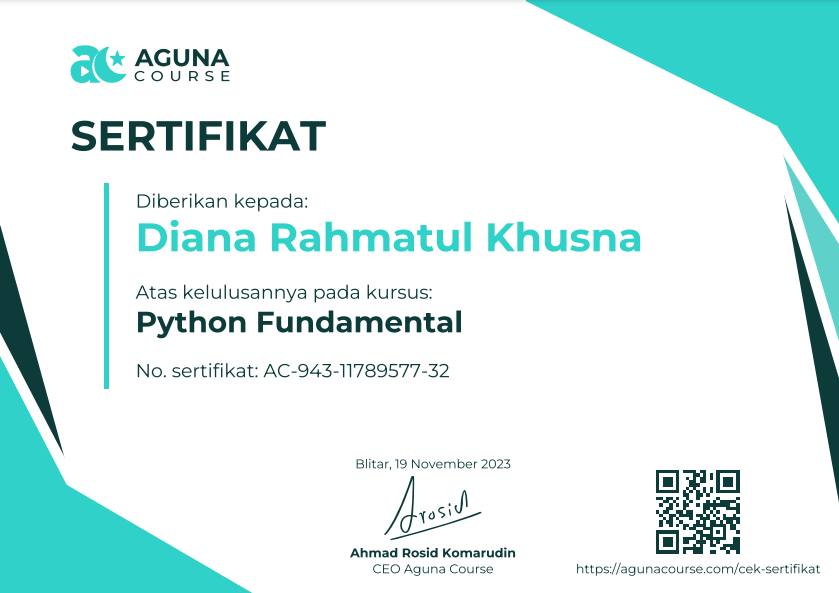 AGUNA
COURSE
SERTIFIKAT
Diberikan kepada:
Diana Rahmatul Khusna
Atas kelulusannya pada kursus:
Python Fundamental
No. sertifikat: AC-943-11789577-32
Blitar, 19 November 2023
Arosid
Ahmad Rosid Komarudin
CEO Aguna Course
https://agunacourse.com/cek-sertifikat